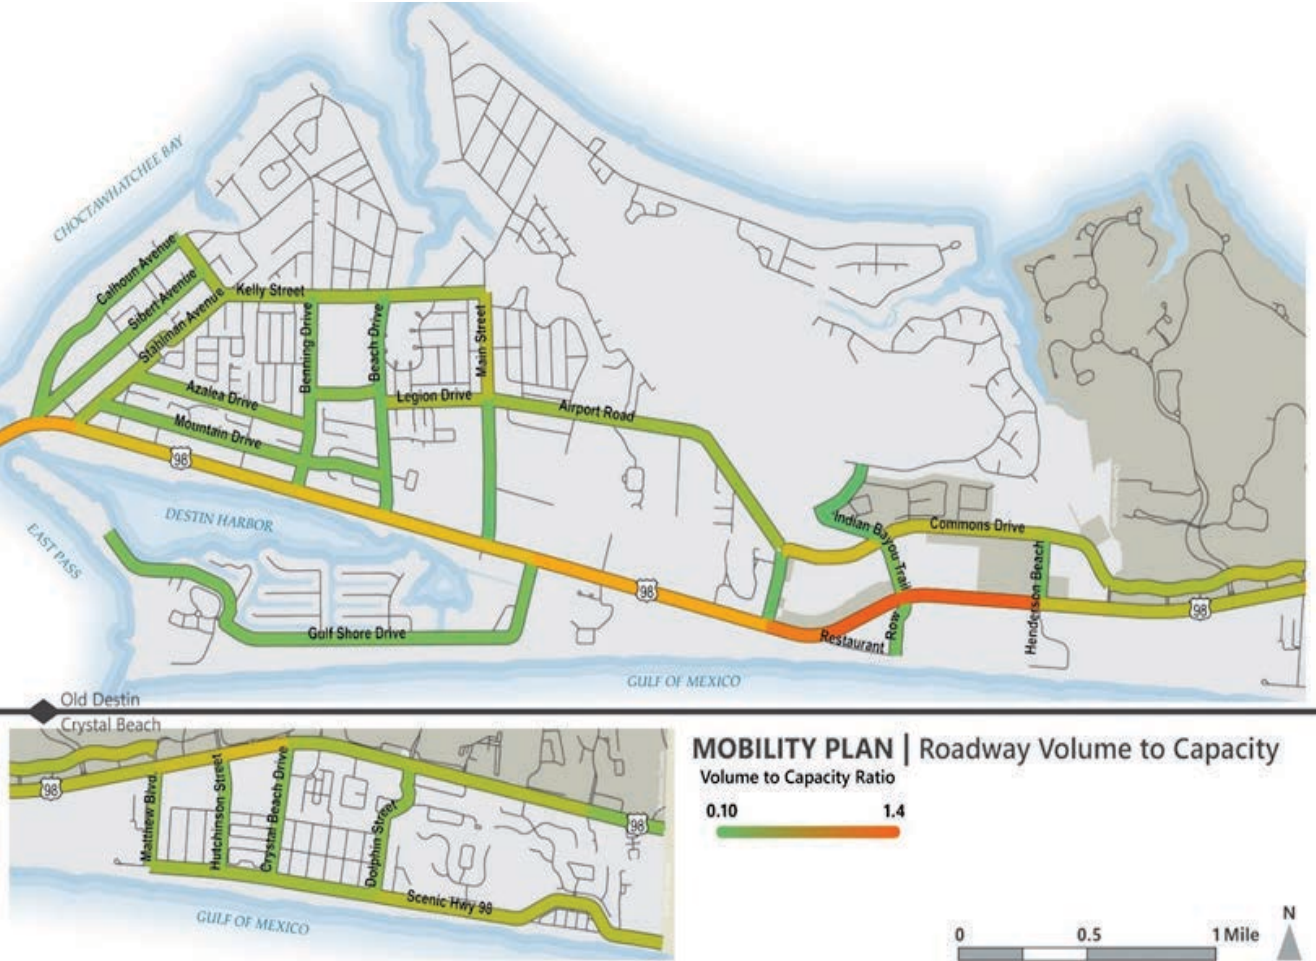 CHOCTAWHATCHEE BAY
Calhoun Avenue
Sibert Avenue
Stahlman Avenue
Kelly Street
Benning Drive
Beach Drive
Main Street
Azalea Drive
Legion Drive
Airport Road
Mountain Drive
98
DESTIN HARBOR
EAST PASS
Indian Bayou Trail
Commons Drive
Henderson Beach
98
98
Gulf Shore Drive
Restaurant Row
GULF OF MEXICO
Old Destin
Crystal Beach
98
Matthew Blvd.
Hutchinson Street
Crystal Beach Drive
Dolphin Street
98
Scenic Hwy 98
GULF OF MEXICO
MOBILITY PLAN | Roadway Volume to Capacity
Volume to Capacity Ratio
0.10 1.4
0 0.5 1 Mile
N